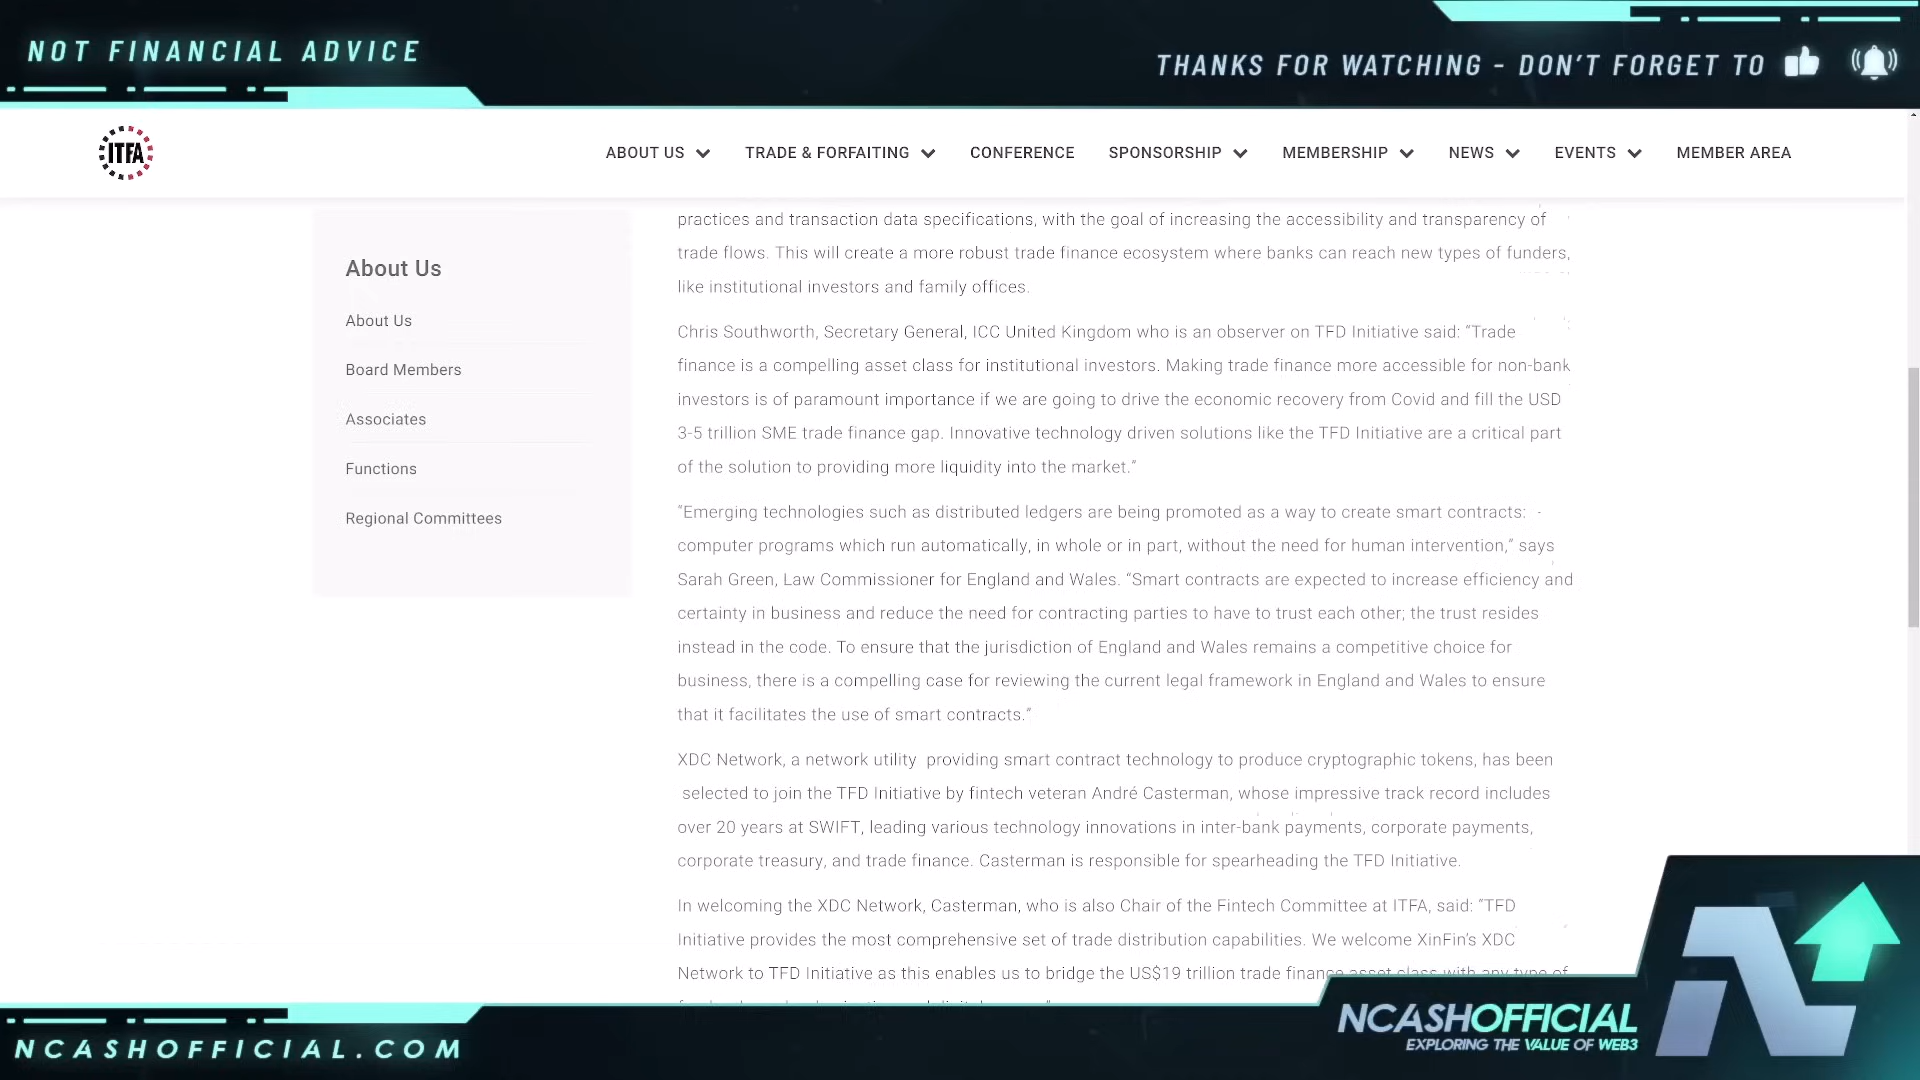 NOT FINANCIAL ADVICE
THANKS FOR WATCHING - DON'T FORGET TO
ITFA
ABOUT US
TRADE & FORFAITING
CONFERENCE
SPONSORSHIP
MEMBERSHIP
NEWS
EVENTS
MEMBER AREA
About Us
About Us
Board Members
Associates
Functions
Regional Committees
practices and transaction data specifications, with the goal of increasing the accessibility and transparency of
trade flows. This will create a more robust trade finance ecosystem where banks can reach new types of funders,
like institutional investors and family offices.
Chris Southworth, Secretary General, ICC United Kingdom who is an observer on TFD Initiative said: “Trade
finance is a compelling asset class for institutional investors. Making trade finance more accessible for non-bank
investors is of paramount importance if we are going to drive the economic recovery from Covid and fill the USD
3-5 trillion SME trade finance gap. Innovative technology driven solutions like the TFD Initiative are a critical part
of the solution to providing more liquidity into the market.”
“Emerging technologies such as distributed ledgers are being promoted as a way to create smart contracts:
computer programs which run automatically, in whole or in part, without the need for human intervention,” says
Sarah Green, Law Commissioner for England and Wales. “Smart contracts are expected to increase efficiency and
certainty in business and reduce the need for contracting parties to have to trust each other; the trust resides
instead in the code. To ensure that the jurisdiction of England and Wales remains a competitive choice for
business, there is a compelling case for reviewing the current legal framework in England and Wales to ensure
that it facilitates the use of smart contracts.”
XDC Network, a network utility  providing smart contract technology to produce cryptographic tokens, has been
selected to join the TFD Initiative by fintech veteran André Casterman, whose impressive track record includes
over 20 years at SWIFT, leading various technology innovations in inter-bank payments, corporate payments,
corporate treasury, and trade finance. Casterman is responsible for spearheading the TFD Initiative.
In welcoming the XDC Network, Casterman, who is also Chair of the Fintech Committee at ITFA, said: “TFD
Initiative provides the most comprehensive set of trade distribution capabilities. We welcome XinFin’s XDC
Network to TFD Initiative as this enables us to bridge the US$19 trillion trade finance asset class with any type of
NCASHOFFICIAL.COM
NCASHOFFICIAL
EXPLORING THE VALUE OF WEB3